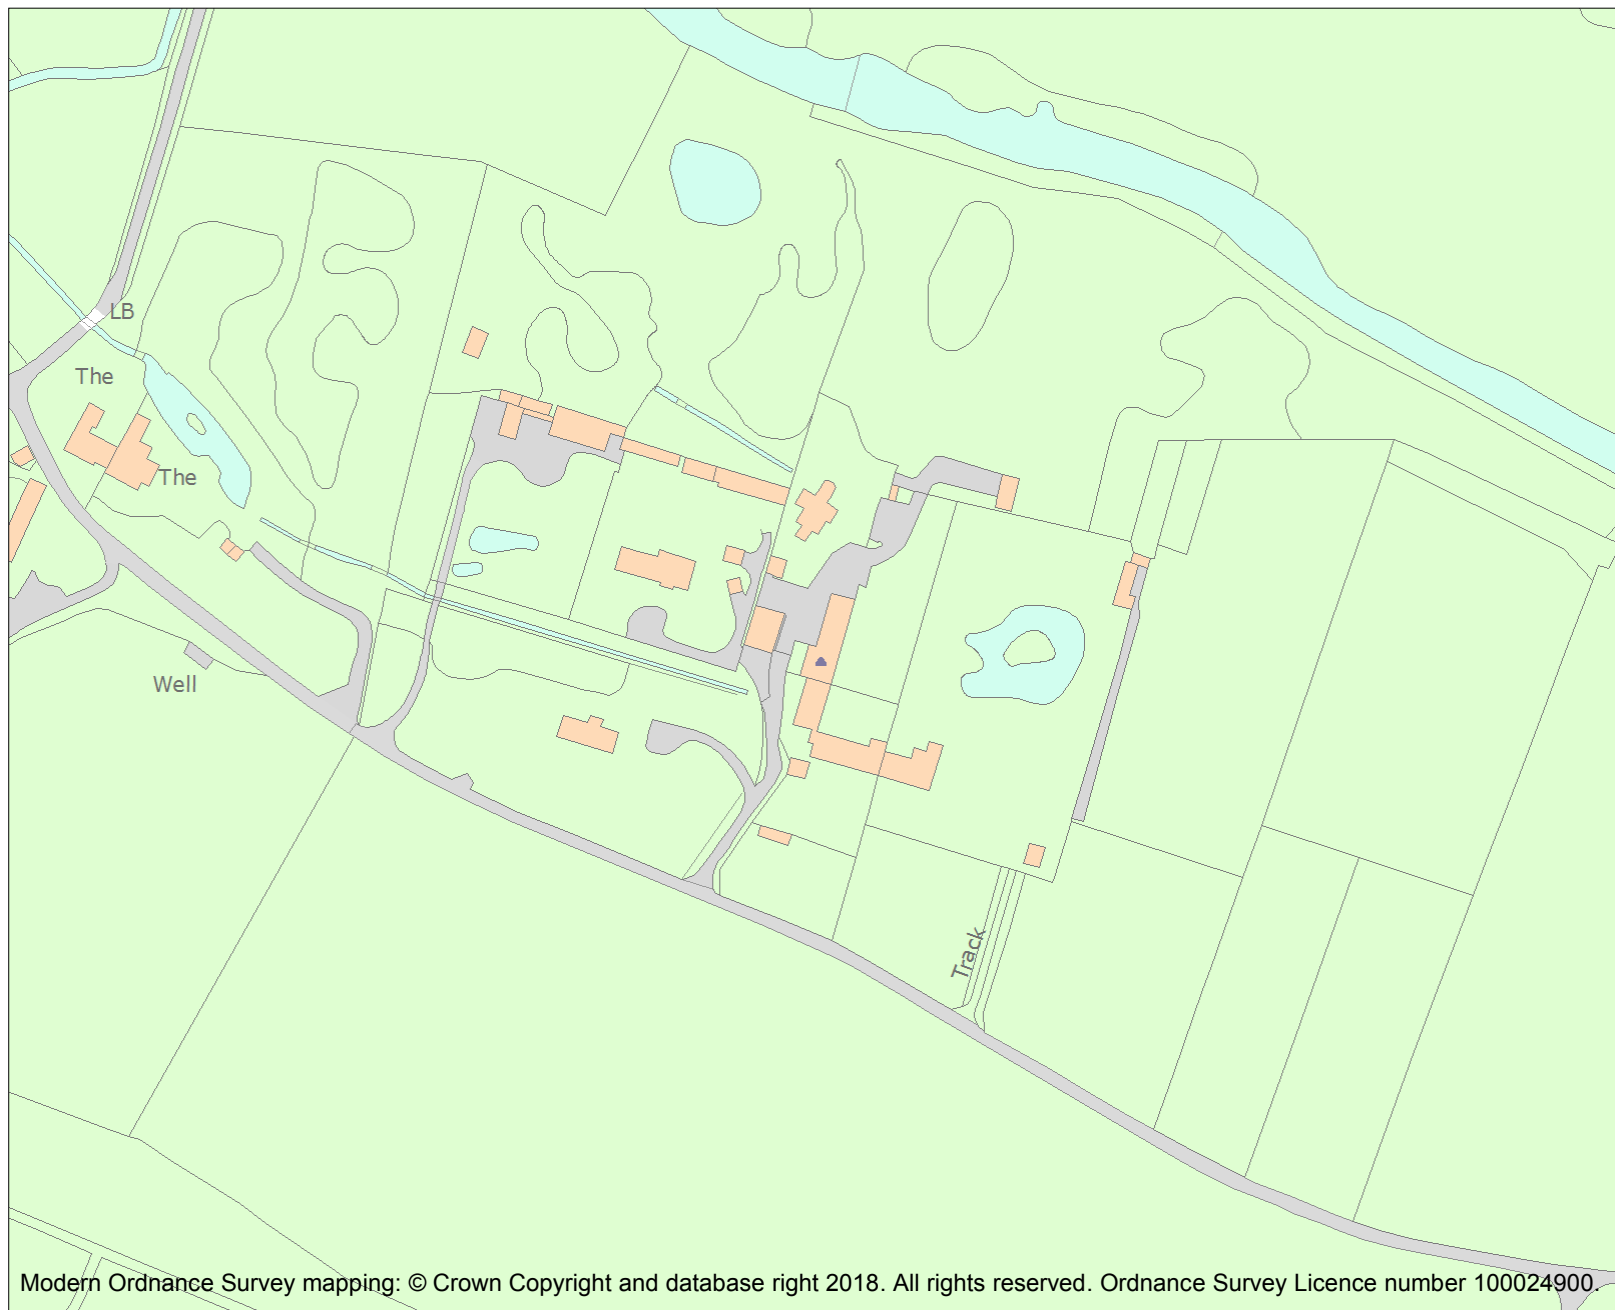 LB
The
The
Well
Track
Modern Ordnance Survey mapping: © Crown Copyright and database right 2018. All rights reserved. Ordnance Survey Licence number 100024900.